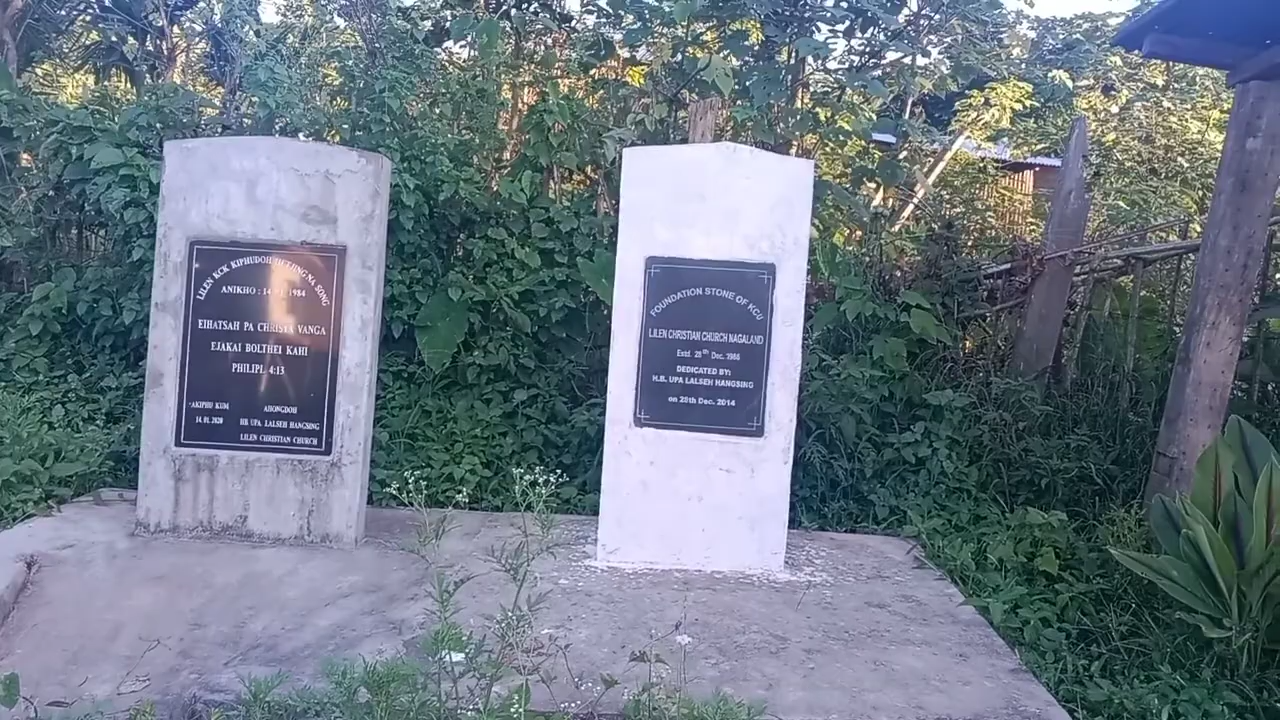 LILEN KCK KIPHUDOH HETJING NA SONG
ANIKHO : 14 1984
EIHATSAH PA CHRISTA VANGA
EJAKAI BOLTHEI KAHI
PHILIPI. 4:13
AKIPHU KUM
14. 01. 2020
AHONGDOH
HB. UPA. LALSEH HANGSING
LILEN CHRISTIAN CHURCH
FOUNDATION STONE OF KCU
LILEN CHRISTIAN CHURCH NAGALAND
Estd. 28th Dec. 1986
DEDICATED BY:
H.B. UPA LALSEH HANGSING
on 28th Dec. 2014